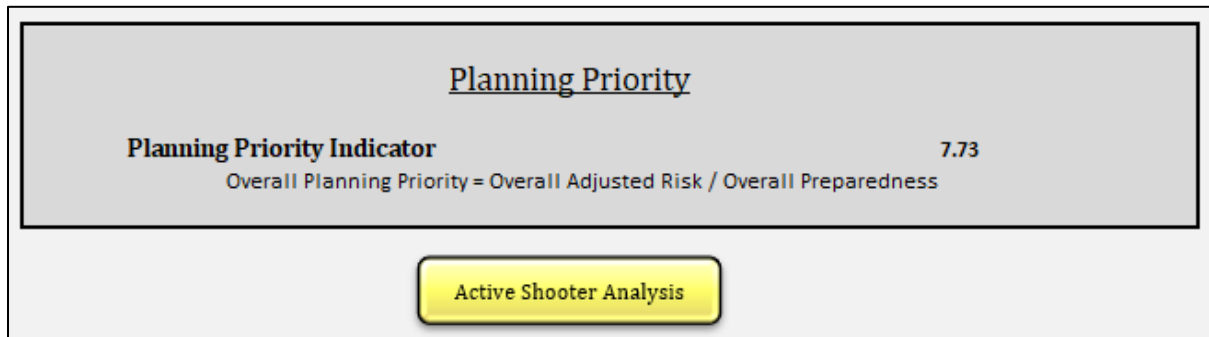 Planning Priority
Planning Priority Indicator 7.73
Overall Planning Priority = Overall Adjusted Risk / Overall Preparedness
Active Shooter Analysis